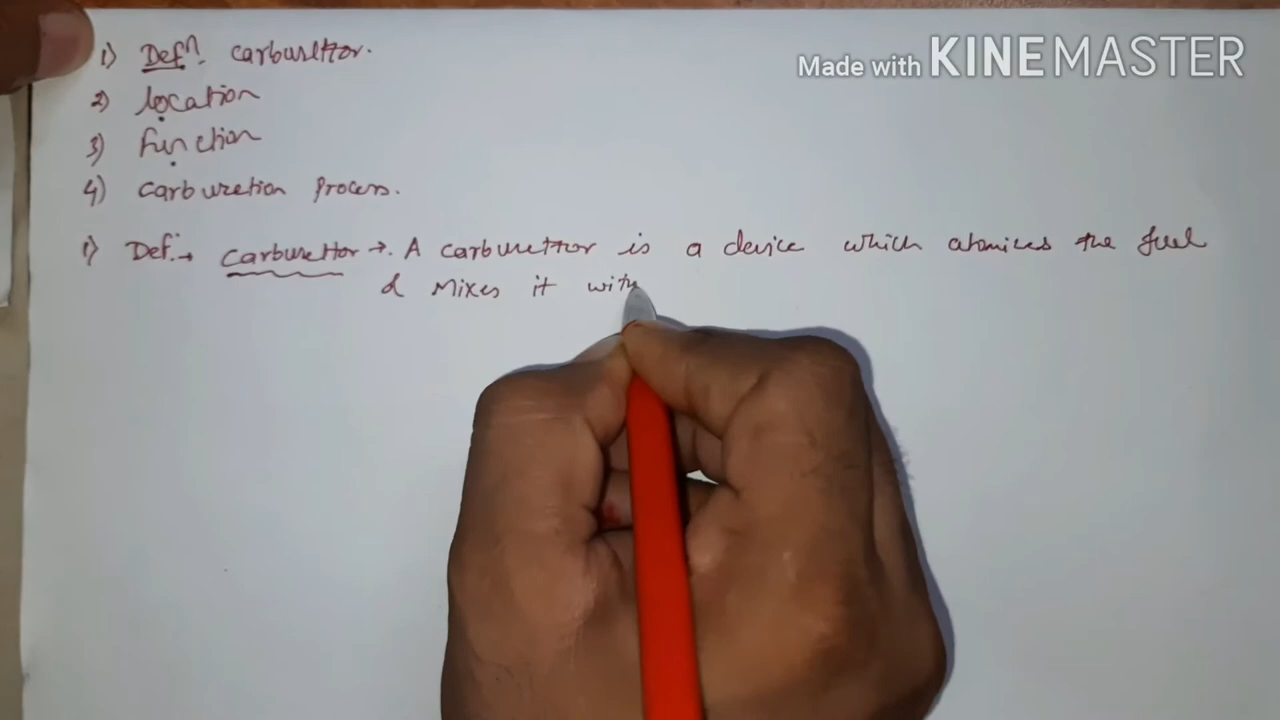 1) Defⁿ. carburettor.
Made with KINEMASTER
2) location
3) Function
4) Carburetion Process.
1) Def:→ Carburettor →. A carburettor is a device which atomices the fuel
& Mixes it with